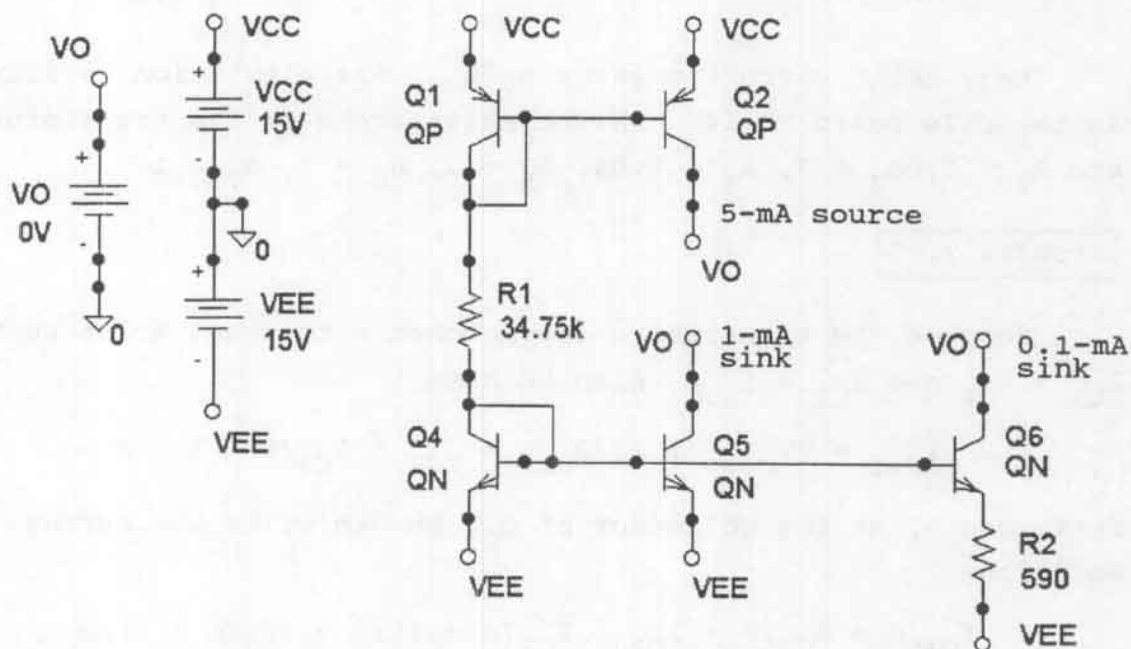 VCC
VCC
VCC
VO
+
VCC
15V
-
Q1
QP
Q2
QP
+
VO
0V
-
0
0
5-mA source
VO
+
VEE
15V
-
VEE
R1
34.75k
VO
1-mA
sink
VO
0.1-mA
sink
Q4
QN
Q5
QN
Q6
QN
VEE
VEE
R2
590
VEE